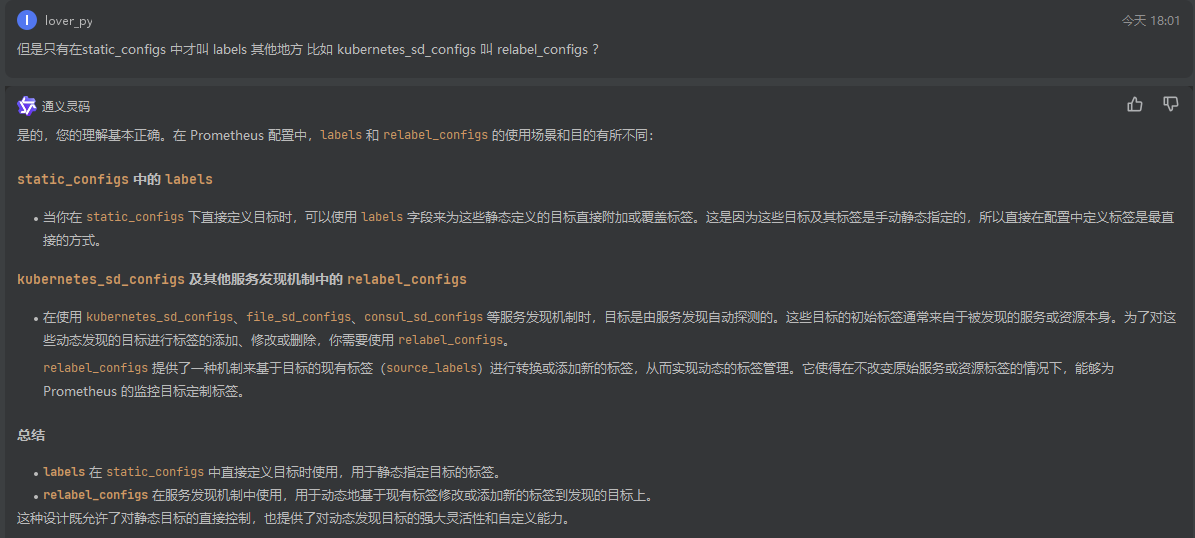 lover_py 今天 18:01
但是只有在static_configs 中才叫 labels 其他地方 比如 kubernetes_sd_configs 叫 relabel_configs ?
通义灵码
是的，您的理解基本正确。在 Prometheus 配置中，labels 和 relabel_configs 的使用场景和目的有所不同：
static_configs 中的 labels
• 当你在 static_configs 下直接定义目标时，可以使用 labels 字段来为这些静态定义的目标直接附加或覆盖标签。这是因为这些目标及其标签是手动静态指定的，所以直接在配置中定义标签是最直
接的方式。
kubernetes_sd_configs 及其他服务发现机制中的 relabel_configs
• 在使用 kubernetes_sd_configs、file_sd_configs、consul_sd_configs 等服务发现机制时，目标是由服务发现自动探测的。这些目标的初始标签通常来自于被发现的服务或资源本身。为了对这
些动态发现的目标进行标签的添加、修改或删除，你需要使用 relabel_configs。
relabel_configs 提供了一种机制来基于目标的现有标签（source_labels）进行转换或添加新的标签，从而实现动态的标签管理。它使得在不改变原始服务或资源标签的情况下，能够为
Prometheus 的监控目标定制标签。
总结
• labels 在 static_configs 中直接定义目标时使用，用于静态指定目标的标签。
• relabel_configs 在服务发现机制中使用，用于动态地基于现有标签修改或添加新的标签到发现的目标上。
这种设计既允许了对静态目标的直接控制，也提供了对动态发现目标的强大灵活性和自定义能力。